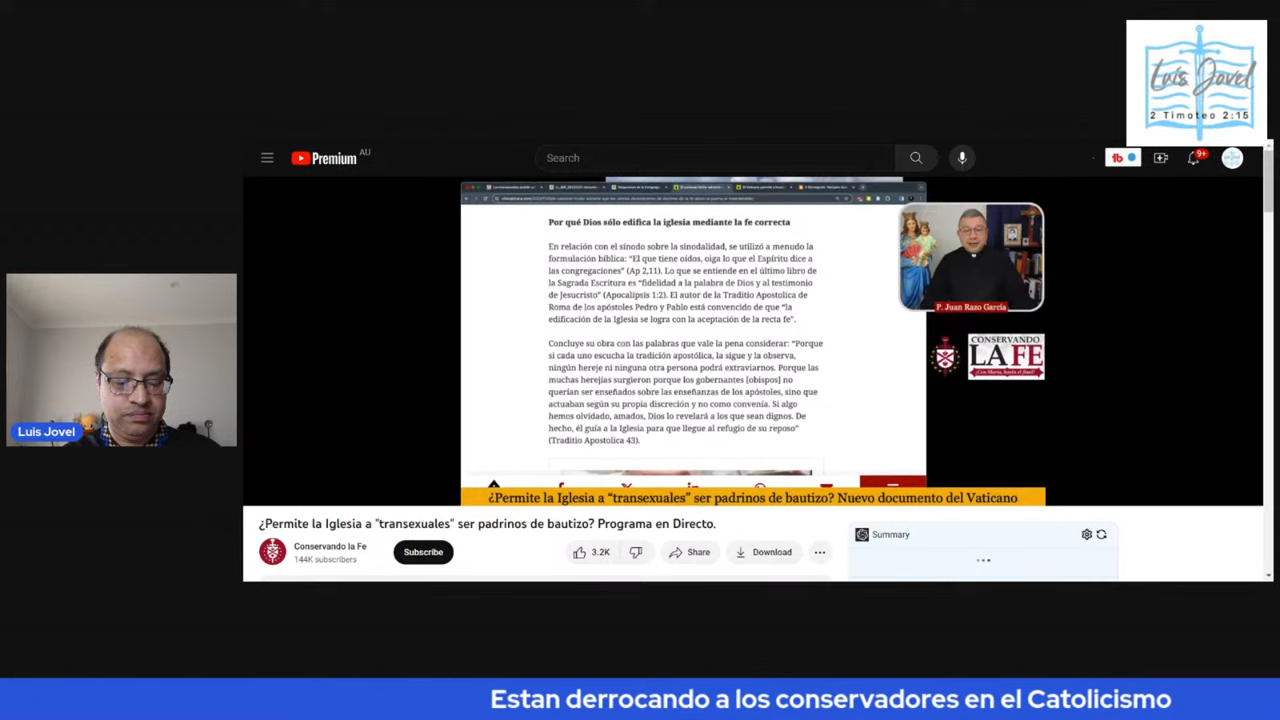 Luis Jovel
2 Timoteo 2:15
Premium
AU
Search
9+
Por qué Dios sólo edifica la iglesia mediante la fe correcta
En relación con el sínodo sobre la sinodalidad, se utilizó a menudo la
formulación bíblica: “El que tiene oídos, oiga lo que el Espíritu dice a
las congregaciones” (Ap 2,11). Lo que se entiende en el último libro de
la Sagrada Escritura es “fidelidad a la palabra de Dios y al testimonio
de Jesucristo” (Apocalipsis 1:2). El autor de la Traditio Apostolica de
Roma de los apóstoles Pedro y Pablo está convencido de que “la
edificación de la Iglesia se logra con la aceptación de la recta fe”.
Concluye su obra con las palabras que vale la pena considerar: “Porque
si cada uno escucha la tradición apostólica, la sigue y la observa,
ningún hereje ni ninguna otra persona podrá extraviarnos. Porque las
muchas herejías surgieron porque los gobernantes [obispos] no
querían ser enseñados sobre las enseñanzas de los apóstoles, sino que
actuaban según su propia discreción y no como convenía. Si algo
hemos olvidado, amados, Dios lo revelará a los que sean dignos. De
hecho, él guía a la Iglesia para que llegue al refugio de su reposo”
(Traditio Apostolica 43).
P. Juan Razo García
CONSERVANDO
LA FE
¡Con María, hasta el final!
Luis Jovel
¿Permite la Iglesia a “transexuales” ser padrinos de bautizo? Nuevo documento del Vaticano
¿Permite la Iglesia a "transexuales" ser padrinos de bautizo? Programa en Directo.
Conservando la Fe
144K subscribers
Subscribe
3.2K
Share
Download
Summary
Estan derrocando a los conservadores en el Catolicismo